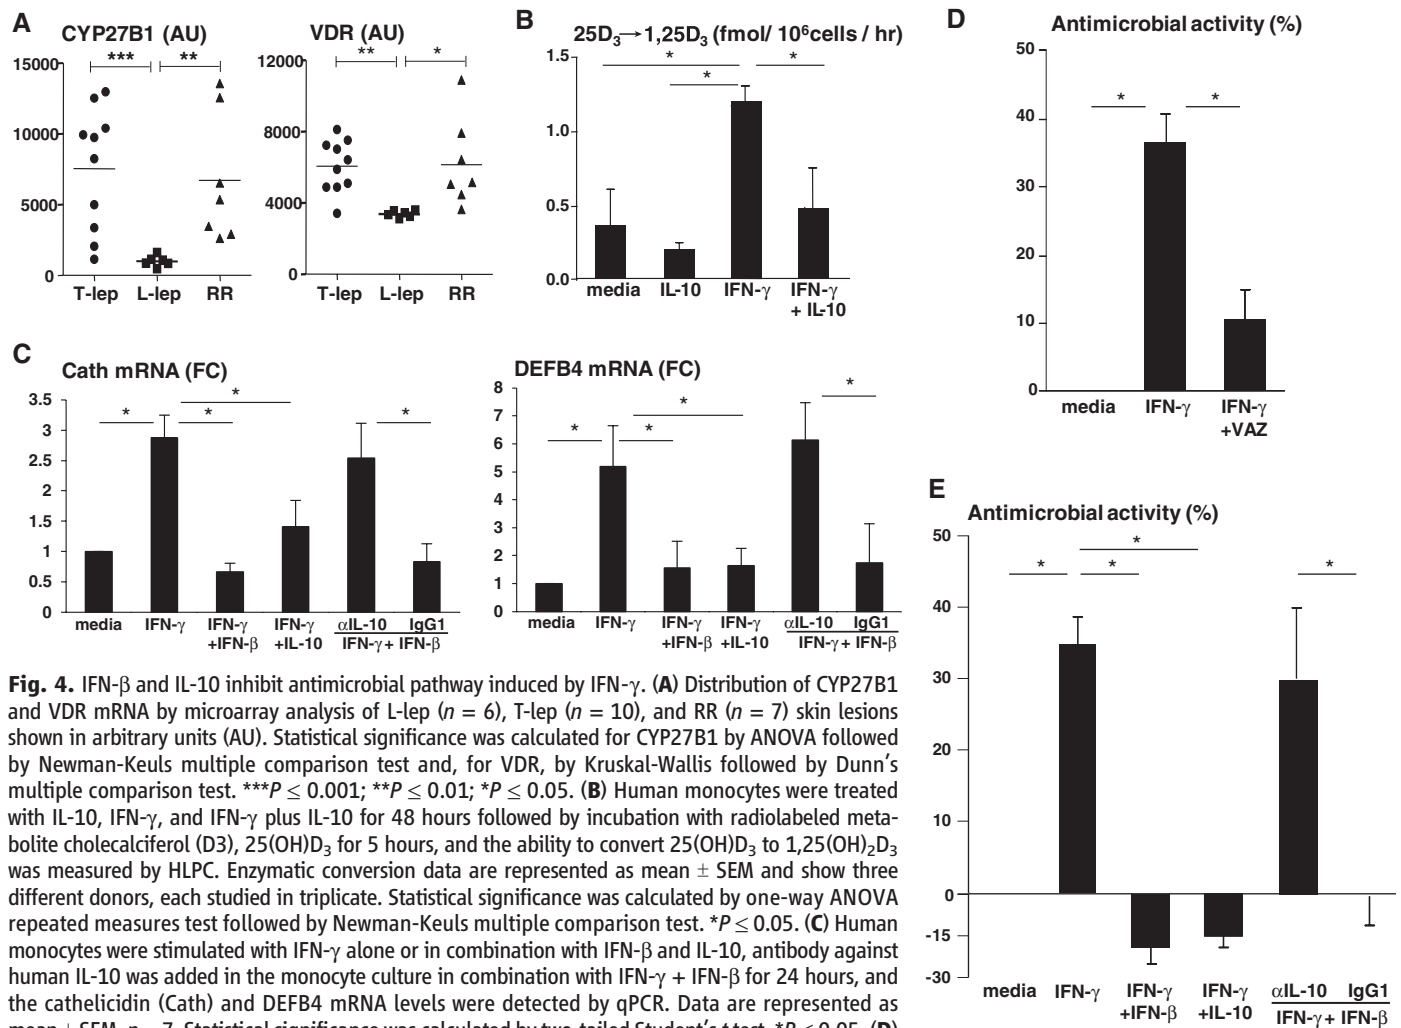 A
CYP27B1 (AU)
***
**
15000
10000
5000
0
T-lep
L-lep
RR
VDR (AU)
**
*
12000
8000
4000
0
T-lep
L-lep
RR
B
25D₃→1,25D₃ (fmol/ 10⁶cells / hr)
*
*
*
1.5
1.0
0.5
0.0
media
IL-10
IFN-γ
IFN-γ
+ IL-10
C
Cath mRNA (FC)
*
*
*
*
3.5
3
2.5
2
1.5
1
0.5
0
media
IFN-γ
IFN-γ
+IFN-β
IFN-γ
+IL-10
αIL-10
IgG1
IFN-γ + IFN-β
DEFB4 mRNA (FC)
*
*
*
*
8
7
6
5
4
3
2
1
0
media
IFN-γ
IFN-γ
+IFN-β
IFN-γ
+IL-10
αIL-10
IgG1
IFN-γ + IFN-β
D
Antimicrobial activity (%)
*
*
50
40
30
20
10
0
media
IFN-γ
IFN-γ
+VAZ
E
Antimicrobial activity (%)
*
*
*
*
50
40
30
20
10
0
-15
-30
media
IFN-γ
IFN-γ
+IFN-β
IFN-γ
+IL-10
αIL-10
IgG1
IFN-γ + IFN-β
Fig. 4. IFN-β and IL-10 inhibit antimicrobial pathway induced by IFN-γ. (A) Distribution of CYP27B1
and VDR mRNA by microarray analysis of L-lep (n = 6), T-lep (n = 10), and RR (n = 7) skin lesions
shown in arbitrary units (AU). Statistical significance was calculated for CYP27B1 by ANOVA followed
by Newman-Keuls multiple comparison test and, for VDR, by Kruskal-Wallis followed by Dunn's
multiple comparison test. ***P ≤ 0.001; **P ≤ 0.01; *P ≤ 0.05. (B) Human monocytes were treated
with IL-10, IFN-γ, and IFN-γ plus IL-10 for 48 hours followed by incubation with radiolabeled meta-
bolite cholecalciferol (D3), 25(OH)D₃ for 5 hours, and the ability to convert 25(OH)D₃ to 1,25(OH)₂D₃
was measured by HLPC. Enzymatic conversion data are represented as mean ± SEM and show three
different donors, each studied in triplicate. Statistical significance was calculated by one-way ANOVA
repeated measures test followed by Newman-Keuls multiple comparison test. *P ≤ 0.05. (C) Human
monocytes were stimulated with IFN-γ alone or in combination with IFN-β and IL-10, antibody against
human IL-10 was added in the monocyte culture in combination with IFN-γ + IFN-β for 24 hours, and
the cathelicidin (Cath) and DEFB4 mRNA levels were detected by qPCR. Data are represented as
mean ± SEM, n = 7. Statistical significance was calculated by two-tailed Student's t test. *P ≤ 0.05. (D)